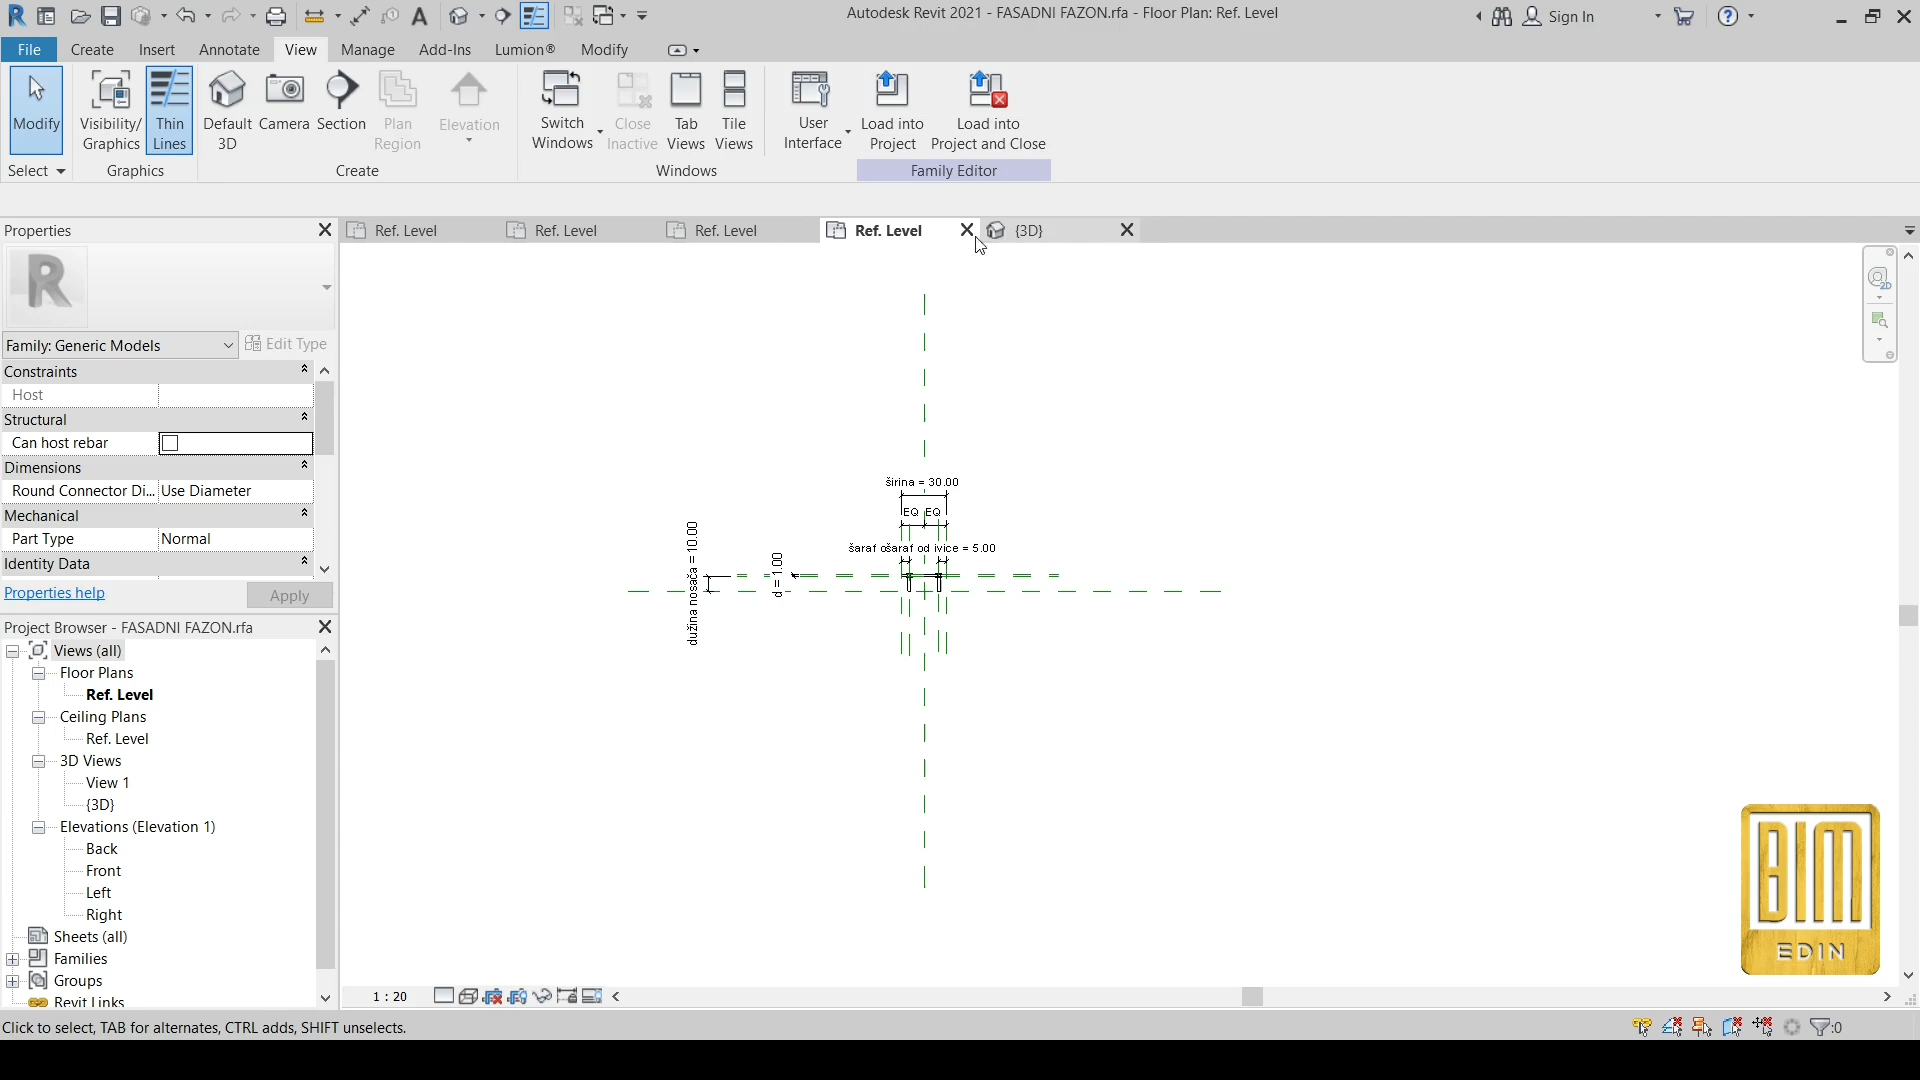 Autodesk Revit 2021 - FASADNI FAZON.rfa - Floor Plan: Ref. Level
Sign In
File Create Insert Annotate View Manage Add-Ins Lumion® Modify
Modify
Visibility/
Graphics
Thin
Lines
Default
3D
Camera
Section
Plan
Region
Elevation
Switch
Windows
Close
Inactive
Tab
Views
Tile
Views
User
Interface
Load into
Project
Load into
Project and Close
Select Graphics Create Windows Family Editor
Properties
Ref. Level Ref. Level Ref. Level Ref. Level {3D}
R
2D
Family: Generic Models Edit Type
Constraints
Host
Structural
Can host rebar
Dimensions
Round Connector Di... Use Diameter
Mechanical
Part Type Normal
Identity Data
Properties help Apply
Project Browser - FASADNI FAZON.rfa
Views (all)
Floor Plans
Ref. Level
Ceiling Plans
Ref. Level
3D Views
View 1
{3D}
Elevations (Elevation 1)
Back
Front
Left
Right
Sheets (all)
Families
Groups
Revit Links
širina = 30.00
EQ EQ
šaraf ošaraf od ivice = 5.00
dužina nosača = 10.00
d = 1.00
BIM
EDIN
1 : 20
Click to select, TAB for alternates, CTRL adds, SHIFT unselects.
:0